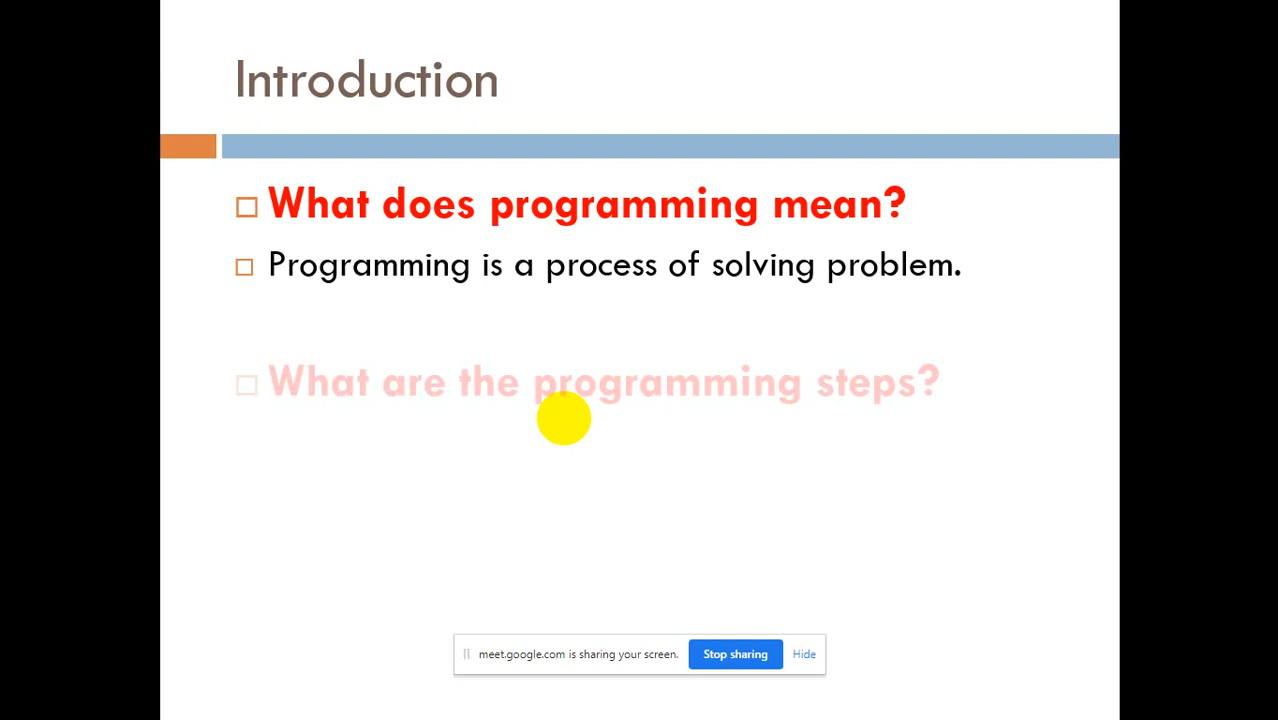 Introduction
What does programming mean?
Programming is a process of solving problem.
What are the programming steps?
meet.google.com is sharing your screen. Stop sharing Hide